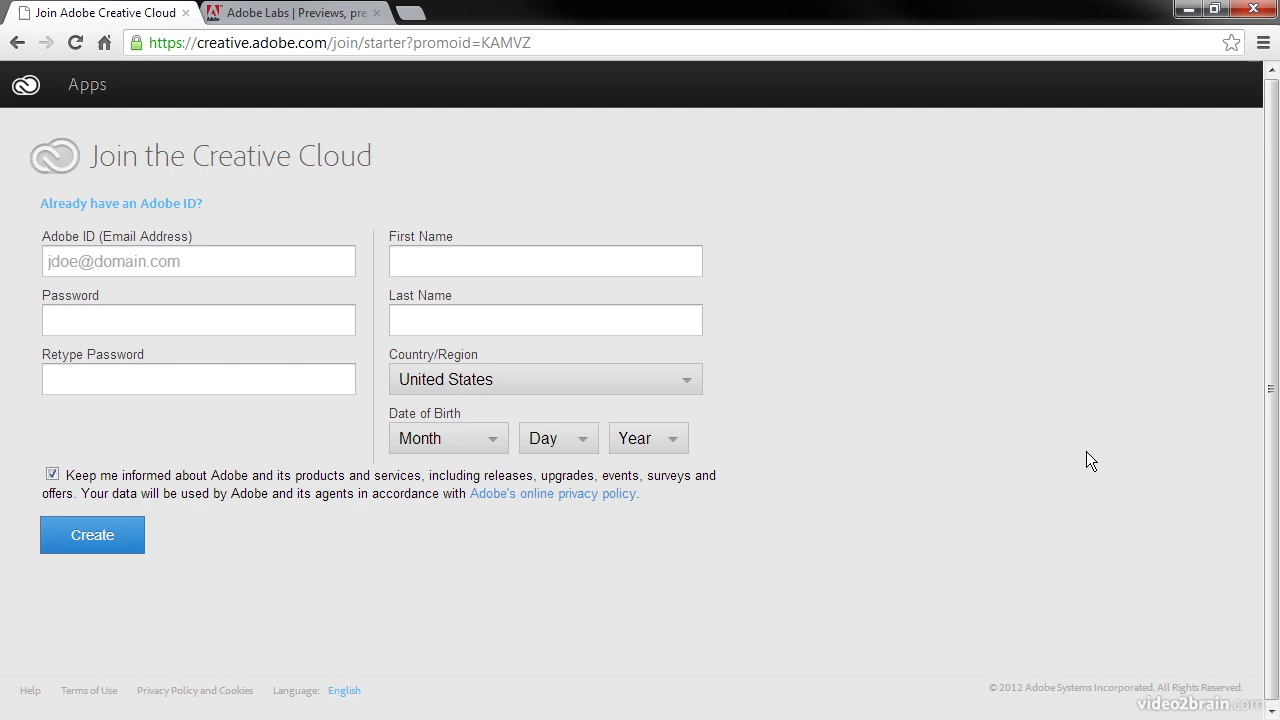 Join Adobe Creative Cloud
Adobe Labs | Previews, pre
https://creative.adobe.com/join/starter?promoid=KAMVZ
Apps
Join the Creative Cloud
Already have an Adobe ID?
Adobe ID (Email Address)
jdoe@domain.com
Password
Retype Password
First Name
Last Name
Country/Region
United States
Date of Birth
Month Day Year
Keep me informed about Adobe and its products and services, including releases, upgrades, events, surveys and
offers. Your data will be used by Adobe and its agents in accordance with Adobe's online privacy policy.
Create
Help Terms of Use Privacy Policy and Cookies Language: English
© 2012 Adobe Systems Incorporated. All Rights Reserved.
video2brain.com